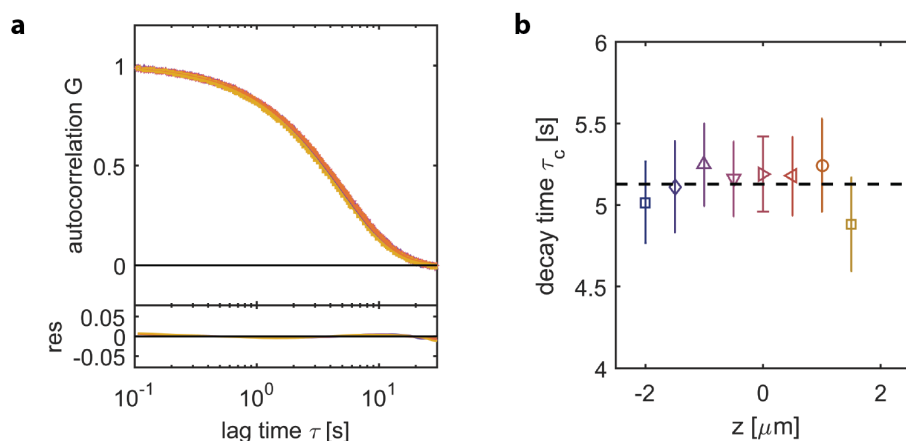 a
autocorrelation G
1
0.5
0
res
0.05
0
-0.05
10^-1
10^0
10^1
lag time τ [s]
b
decay time τ_c [s]
6
5.5
5
4.5
4
-2
0
2
z [μm]